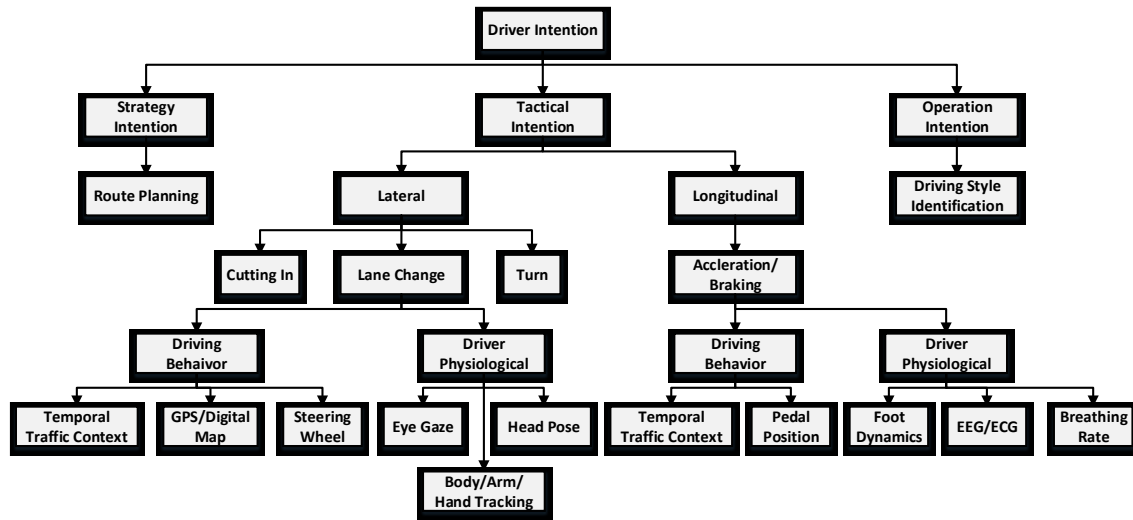 Driver Intention
Strategy
Intention
Tactical
Intention
Operation
Intention
Route Planning
Lateral
Longitudinal
Driving Style
Identification
Cutting In
Lane Change
Turn
Accleration/
Braking
Driving
Behaivor
Driver
Physiological
Driving
Behavior
Driver
Physiological
Temporal
Traffic Context
GPS/Digital
Map
Steering
Wheel
Eye Gaze
Head Pose
Temporal
Traffic Context
Pedal
Position
Foot
Dynamics
EEG/ECG
Breathing
Rate
Body/Arm/
Hand Tracking